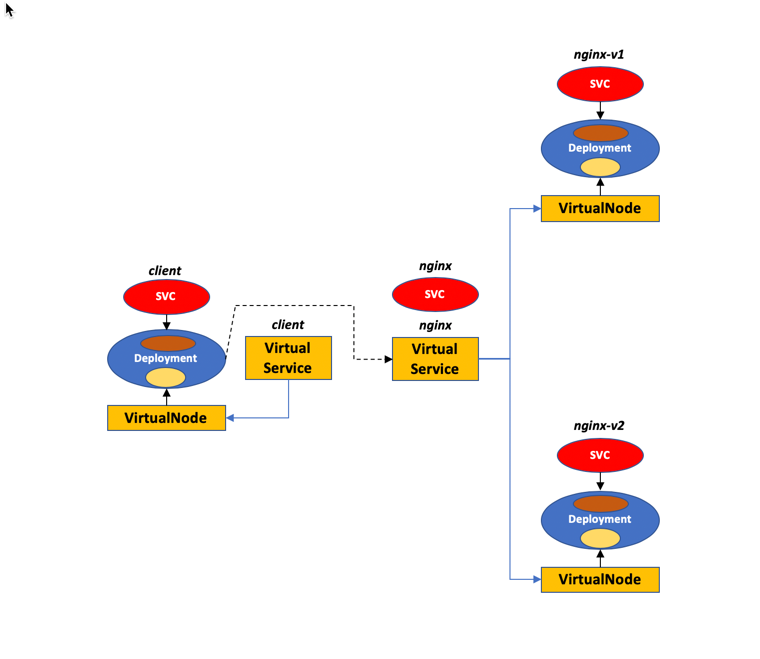 nginx-v1
SVC
Deployment
VirtualNode
client
SVC
Deployment
VirtualNode
client
Virtual
Service
nginx
SVC
nginx
Virtual
Service
nginx-v2
SVC
Deployment
VirtualNode